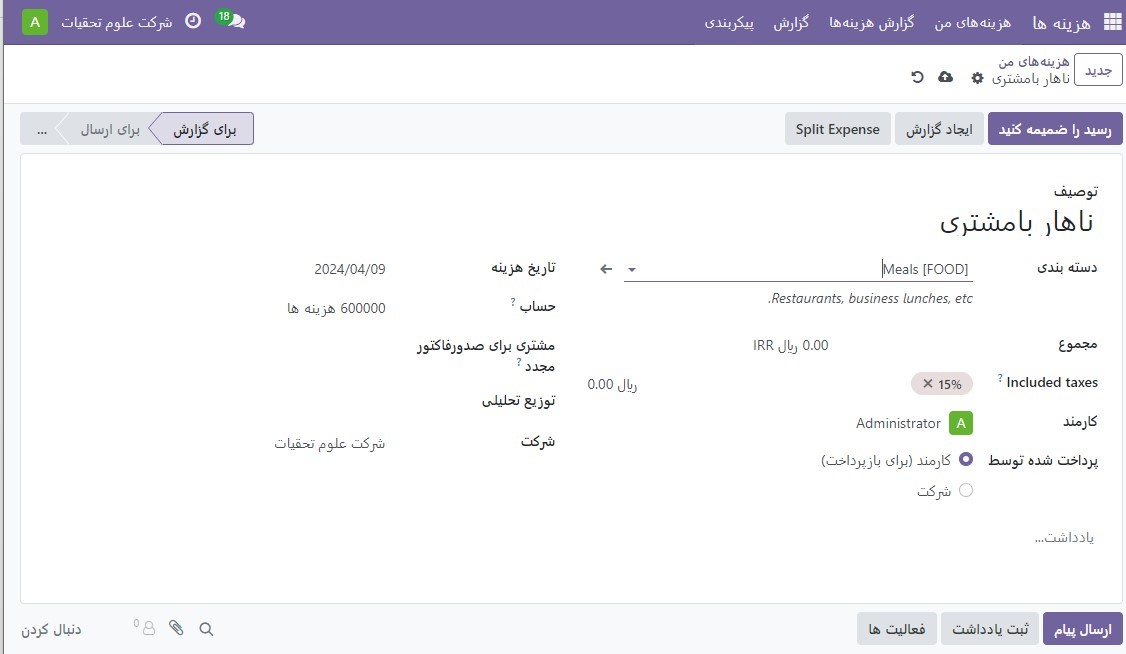 هزینه ها
هزینه‌های من
گزارش هزینه‌ها
گزارش
پیکربندی
18
شرکت علوم تحقیات
A
جدید
هزینه‌های من
ناهار بامشتری
رسید را ضمیمه کنید
ایجاد گزارش
Split Expense
برای گزارش
برای ارسال
...
توصیف
ناهار بامشتری
دسته بندی
Meals [FOOD]
.Restaurants, business lunches, etc
مجموع
0.00 ریال IRR
Included taxes ?
15% ✕
ریال 0.00
کارمند
A Administrator
پرداخت شده توسط
کارمند (برای بازپرداخت)
شرکت
یادداشت...
تاریخ هزینه
2024/04/09
حساب ?
600000 هزینه ها
مشتری برای صدورفاکتور
مجدد ?
توزیع تحلیلی
شرکت
شرکت علوم تحقیات
ارسال پیام
ثبت یادداشت
فعالیت ها
0
دنبال کردن